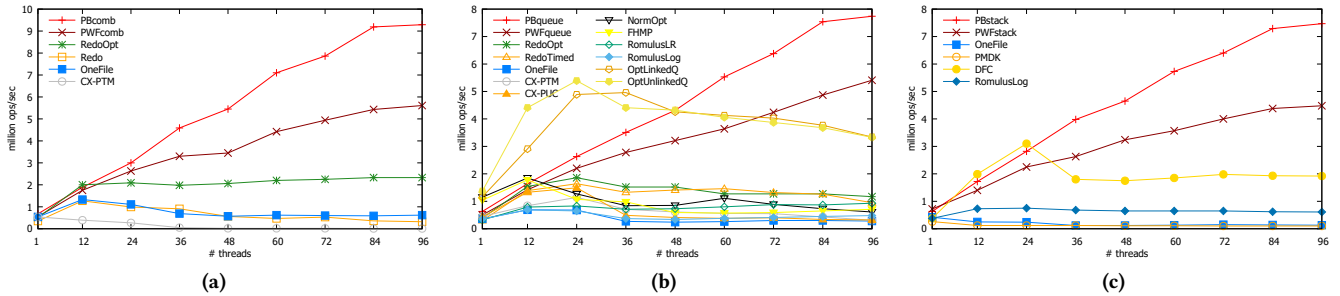 million ops/sec
10
9
8
7
6
5
4
3
2
1
0
PBcomb
PWFcomb
RedoOpt
Redo
OneFile
CX-PTM
1 12 24 36 48 60 72 84 96
# threads
(a)
million ops/sec
8
7
6
5
4
3
2
1
0
PBqueue NormOpt
PWFqueue FHMP
RedoOpt RomulusLR
RedoTimed RomulusLog
OneFile OptLinkedQ
CX-PTM OptUnlinkedQ
CX-PUC
1 12 24 36 48 60 72 84 96
# threads
(b)
million ops/sec
8
7
6
5
4
3
2
1
0
PBstack
PWFstack
OneFile
PMDK
DFC
RomulusLog
1 12 24 36 48 60 72 84 96
# threads
(c)